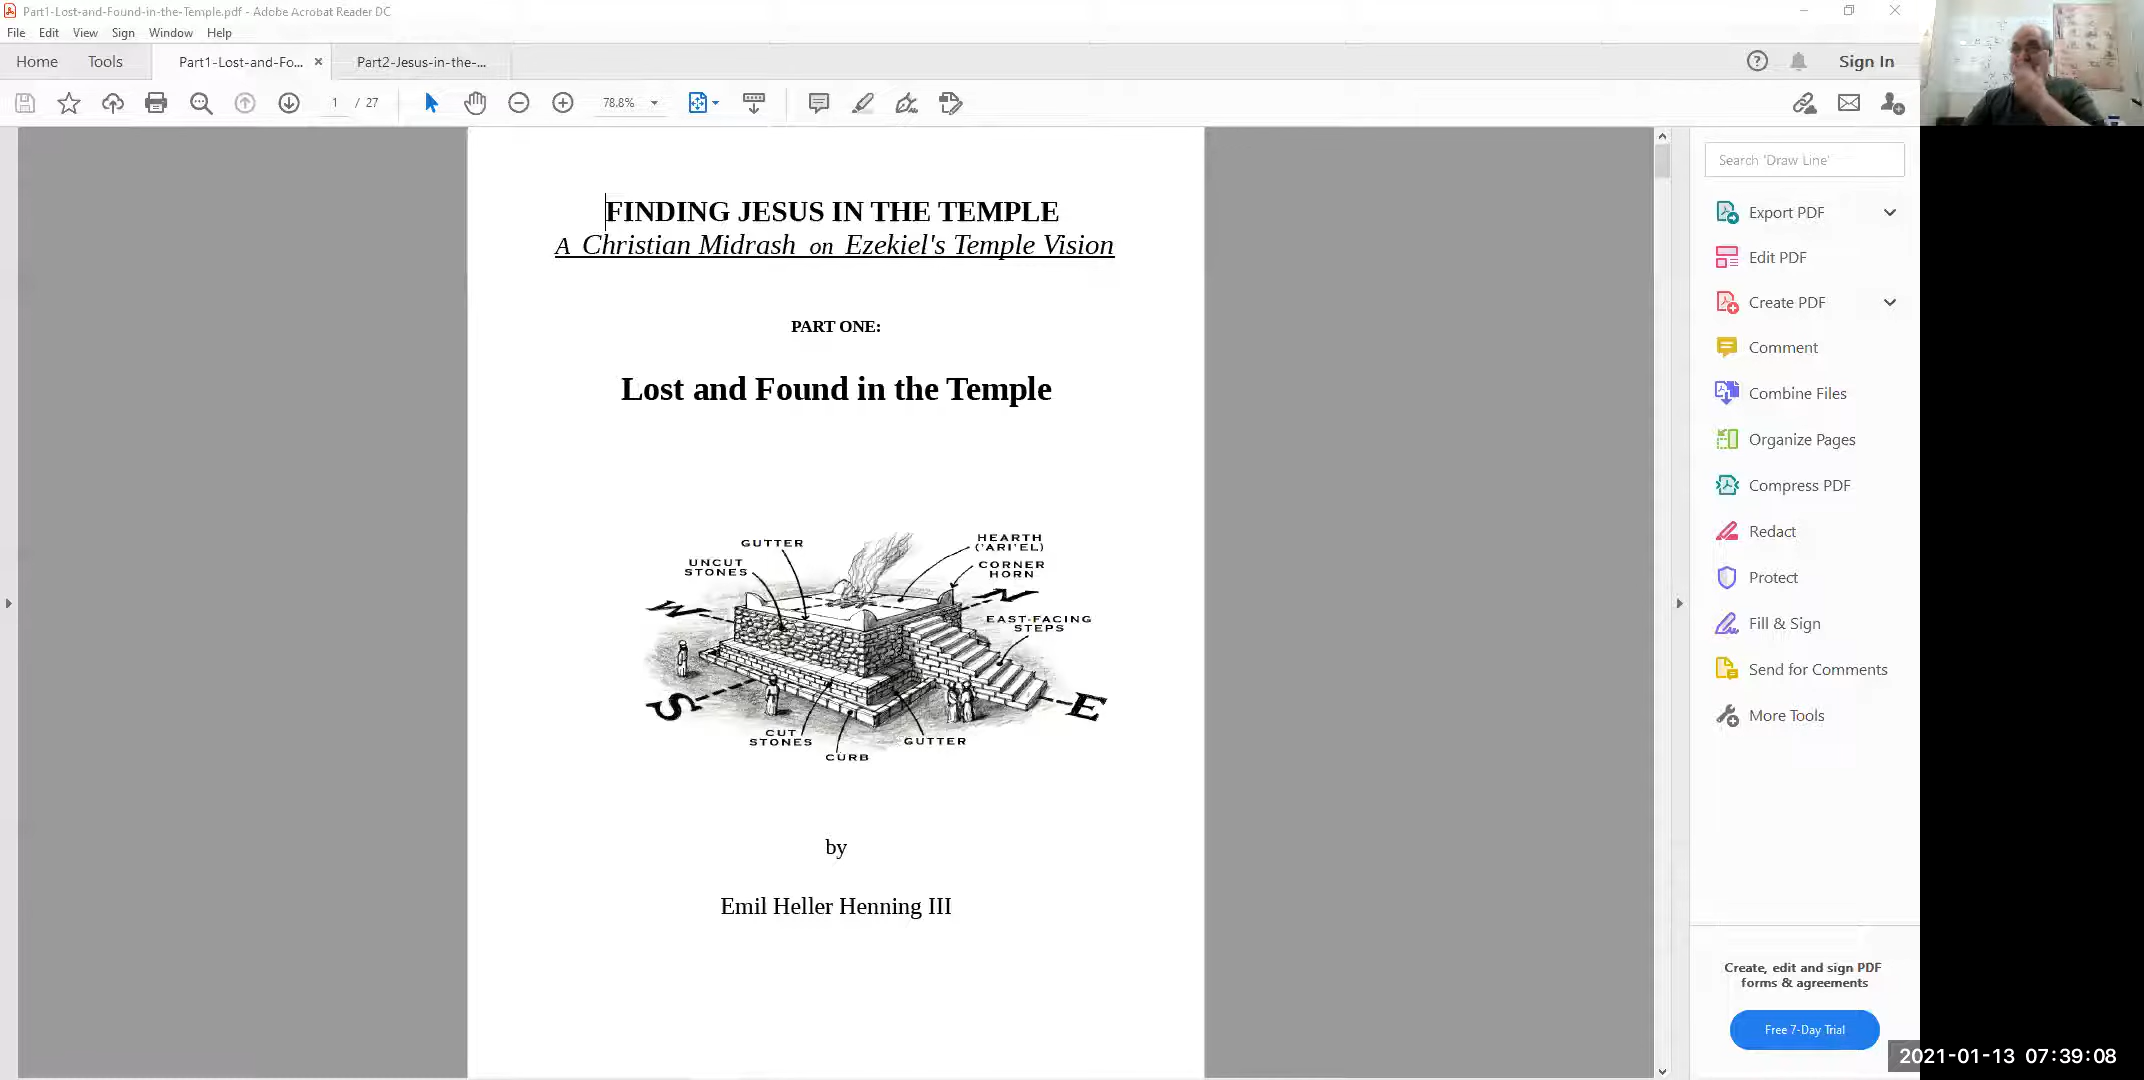 Part1-Lost-and-Found-in-the-Temple.pdf - Adobe Acrobat Reader DC
File Edit View Sign Window Help
Home Tools Part1-Lost-and-Fo... × Part2-Jesus-in-the-... Sign In
1 / 27 78.8%
FINDING JESUS IN THE TEMPLE
A Christian Midrash on Ezekiel's Temple Vision
PART ONE:
Lost and Found in the Temple
GUTTER
UNCUT
STONES
HEARTH
('ARI'EL)
CORNER
HORN
W
N
EAST-FACING
STEPS
S
E
CUT
STONES
CURB
GUTTER
by
Emil Heller Henning III
Search 'Draw Line'
Export PDF
Edit PDF
Create PDF
Comment
Combine Files
Organize Pages
Compress PDF
Redact
Protect
Fill & Sign
Send for Comments
More Tools
Create, edit and sign PDF
forms & agreements
Free 7-Day Trial
2021-01-13 07:39:08